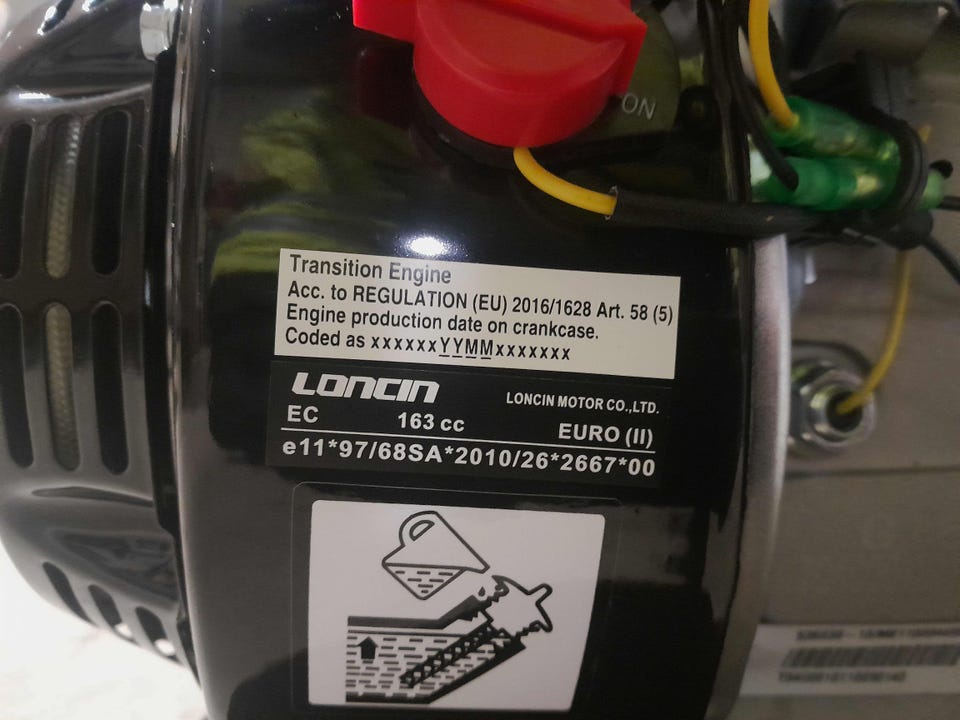 ON
Transition Engine
Acc. to REGULATION (EU) 2016/1628 Art. 58 (5)
Engine production date on crankcase.
Coded as xxxxxxYYMMxxxxxxx
LONCIN
LONCIN MOTOR CO.,LTD.
EC 163 cc EURO (II)
e11*97/68SA*2010/26*2667*00